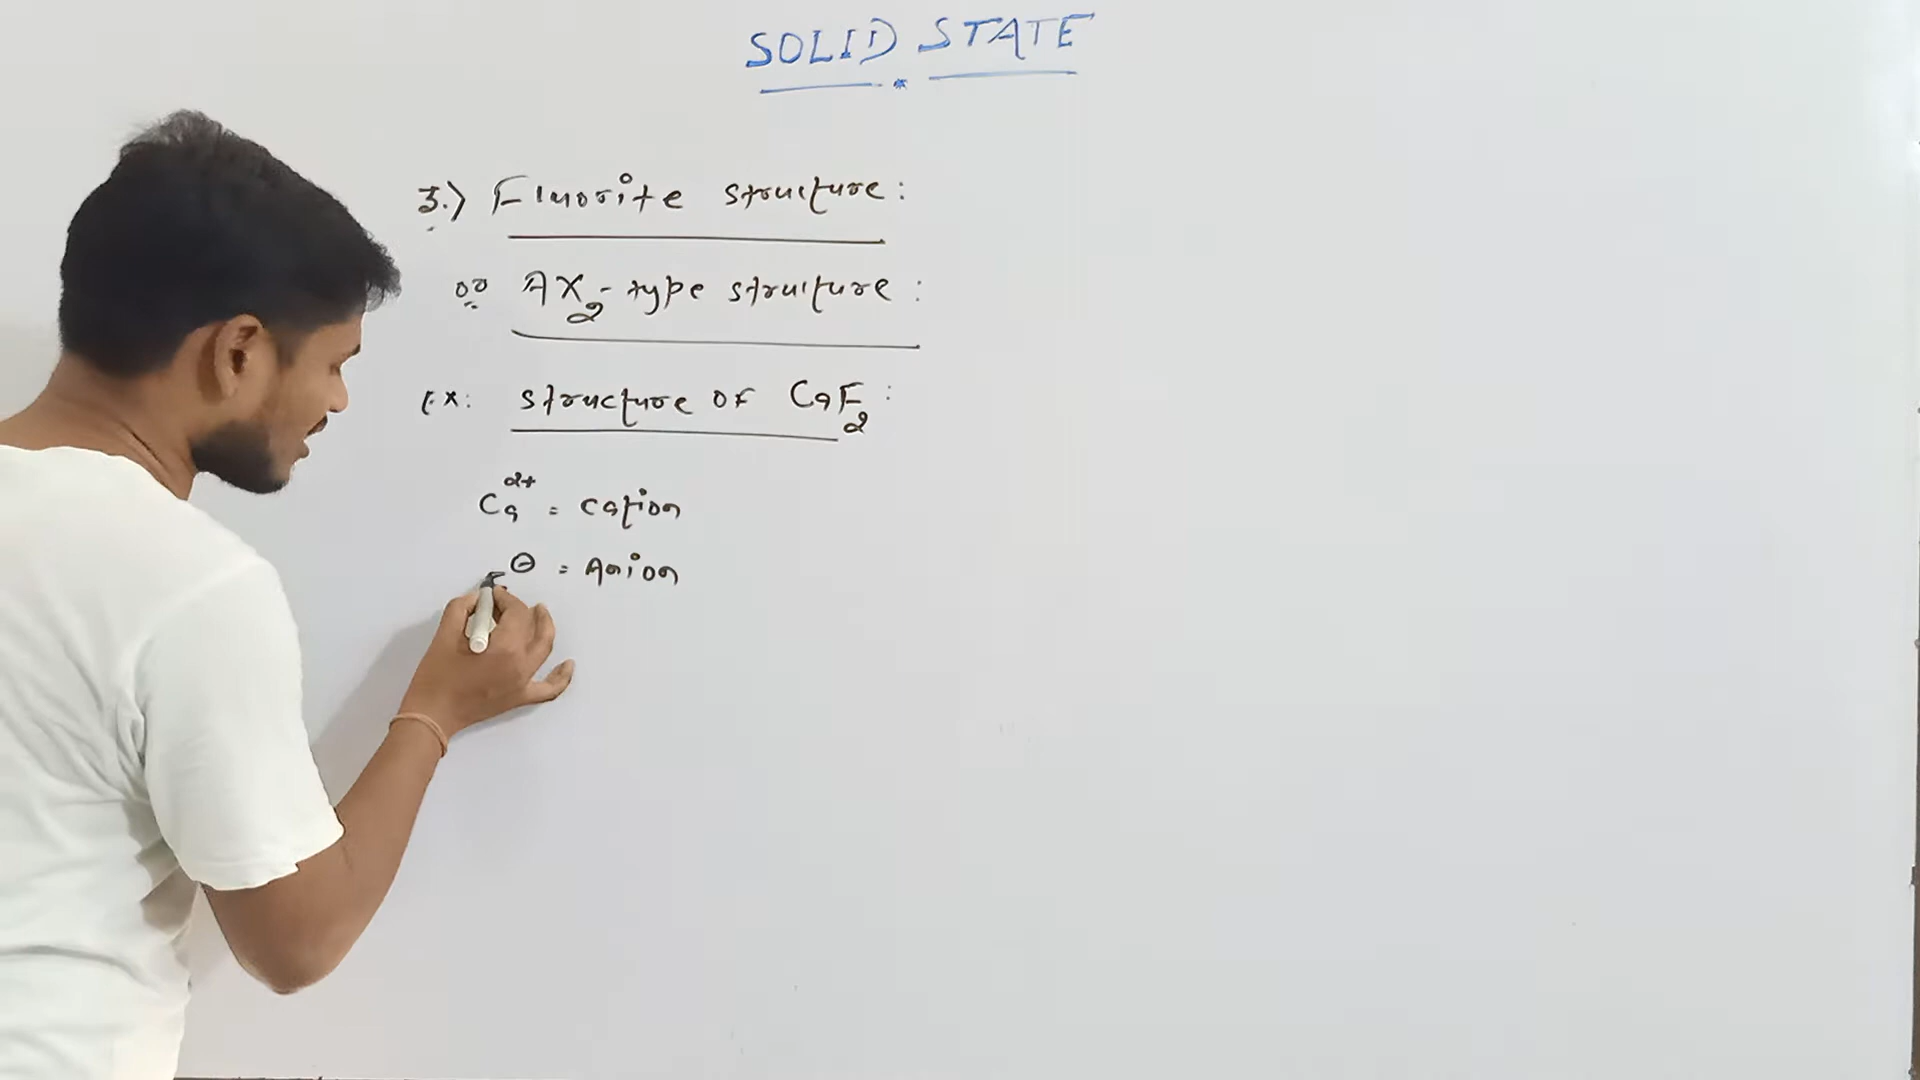 SOLID STATE
3.) Fluorite structure:
or AX₂-type structure:
Ex: structure of CaF₂:
Ca²⁺ = cation
F⊖ = Anion